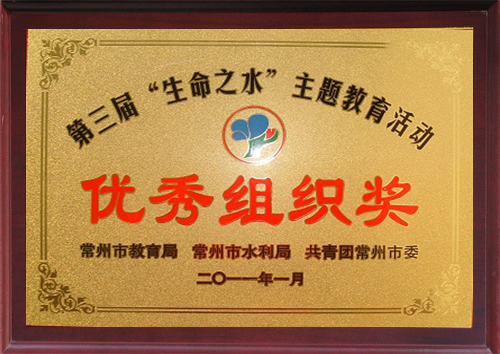 第三届“生命之水”主题教育活动
优秀组织奖
常州市教育局 常州市水利局 共青团常州市委
二〇一一年一月